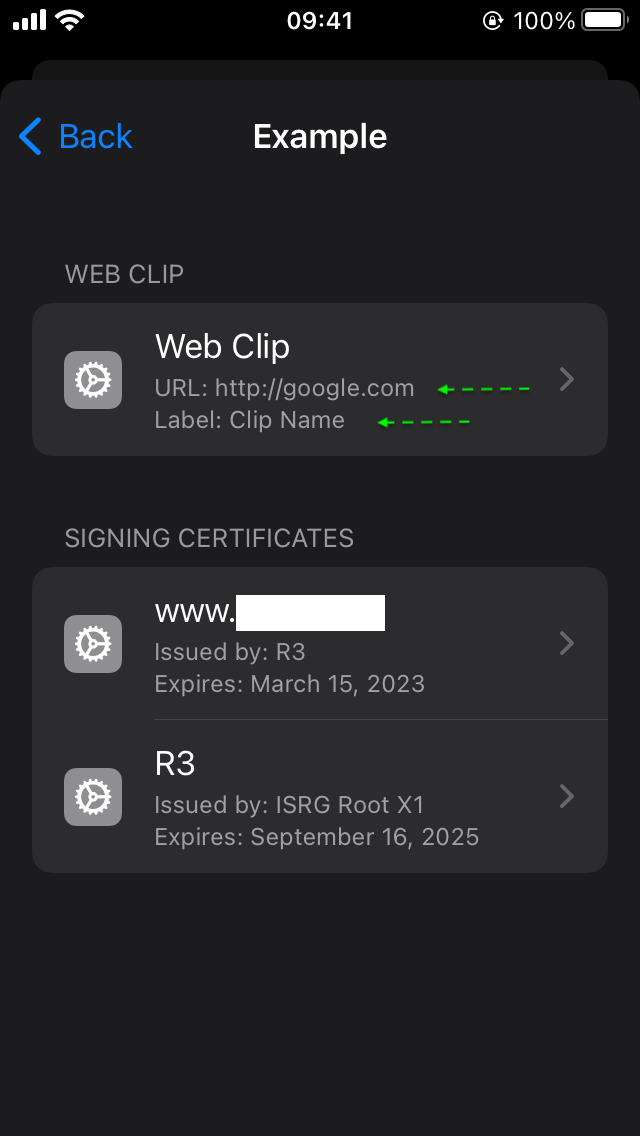 09:41
100%
Back
Example
WEB CLIP
Web Clip
URL: http://google.com
Label: Clip Name
SIGNING CERTIFICATES
www.
Issued by: R3
Expires: March 15, 2023
R3
Issued by: ISRG Root X1
Expires: September 16, 2025